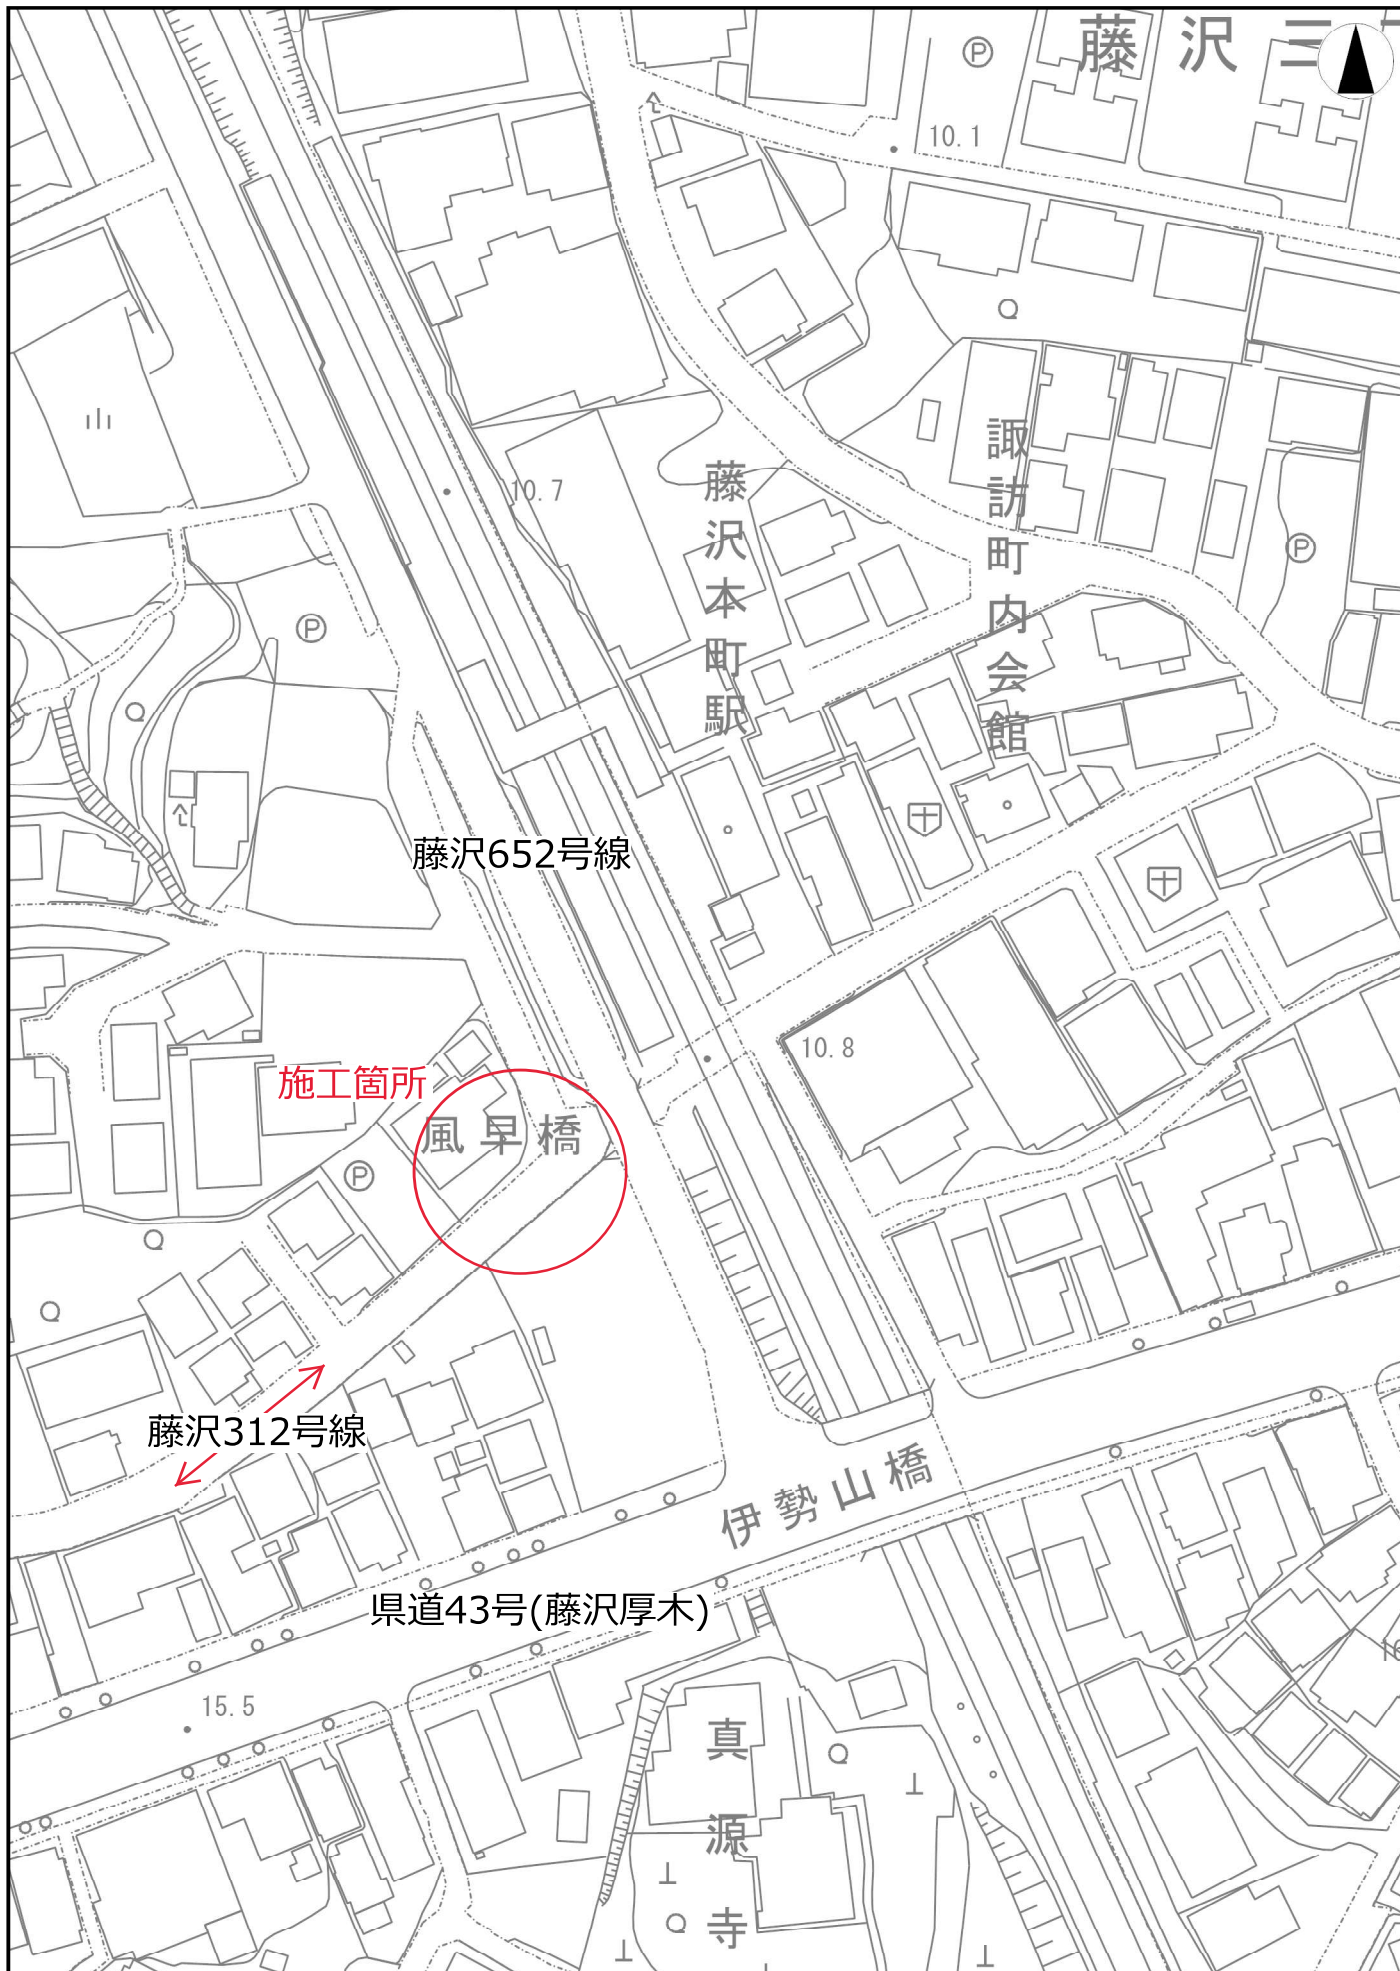 藤沢三
Ⓟ
10.1
諏訪町内会館
藤沢本町駅
10.7
Ⓟ
Ⓟ
藤沢652号線
10.8
施工箇所
風早橋
Ⓟ
藤沢312号線
伊勢山橋
県道43号(藤沢厚木)
15.5
真源寺